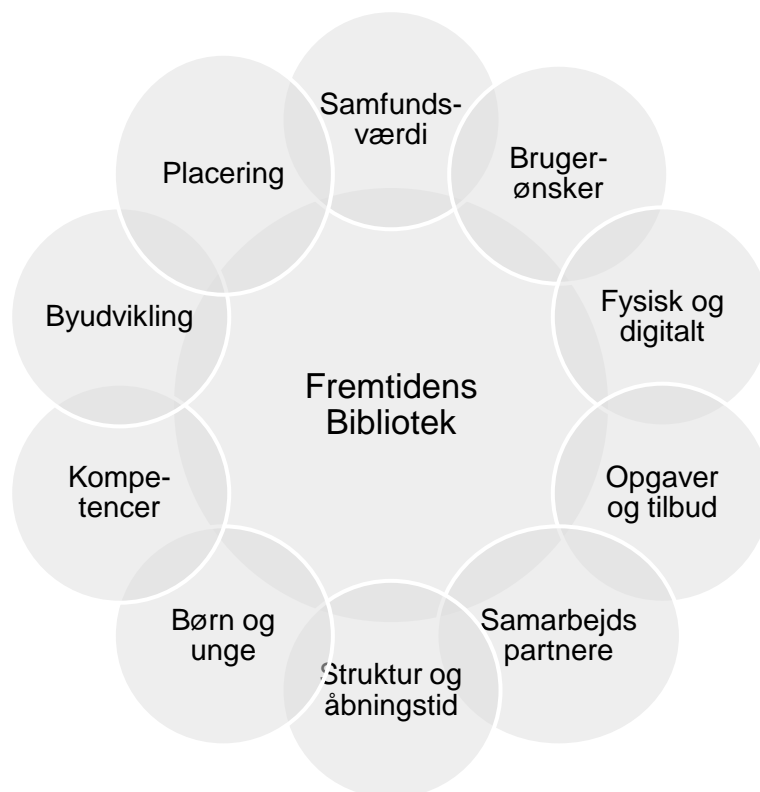 Samfunds-
værdi
Bruger-
ønsker
Fysisk og
digitalt
Opgaver
og tilbud
Samarbejds
partnere
Struktur og
åbningstid
Børn og
unge
Kompe-
tencer
Byudvikling
Placering
Fremtidens
Bibliotek